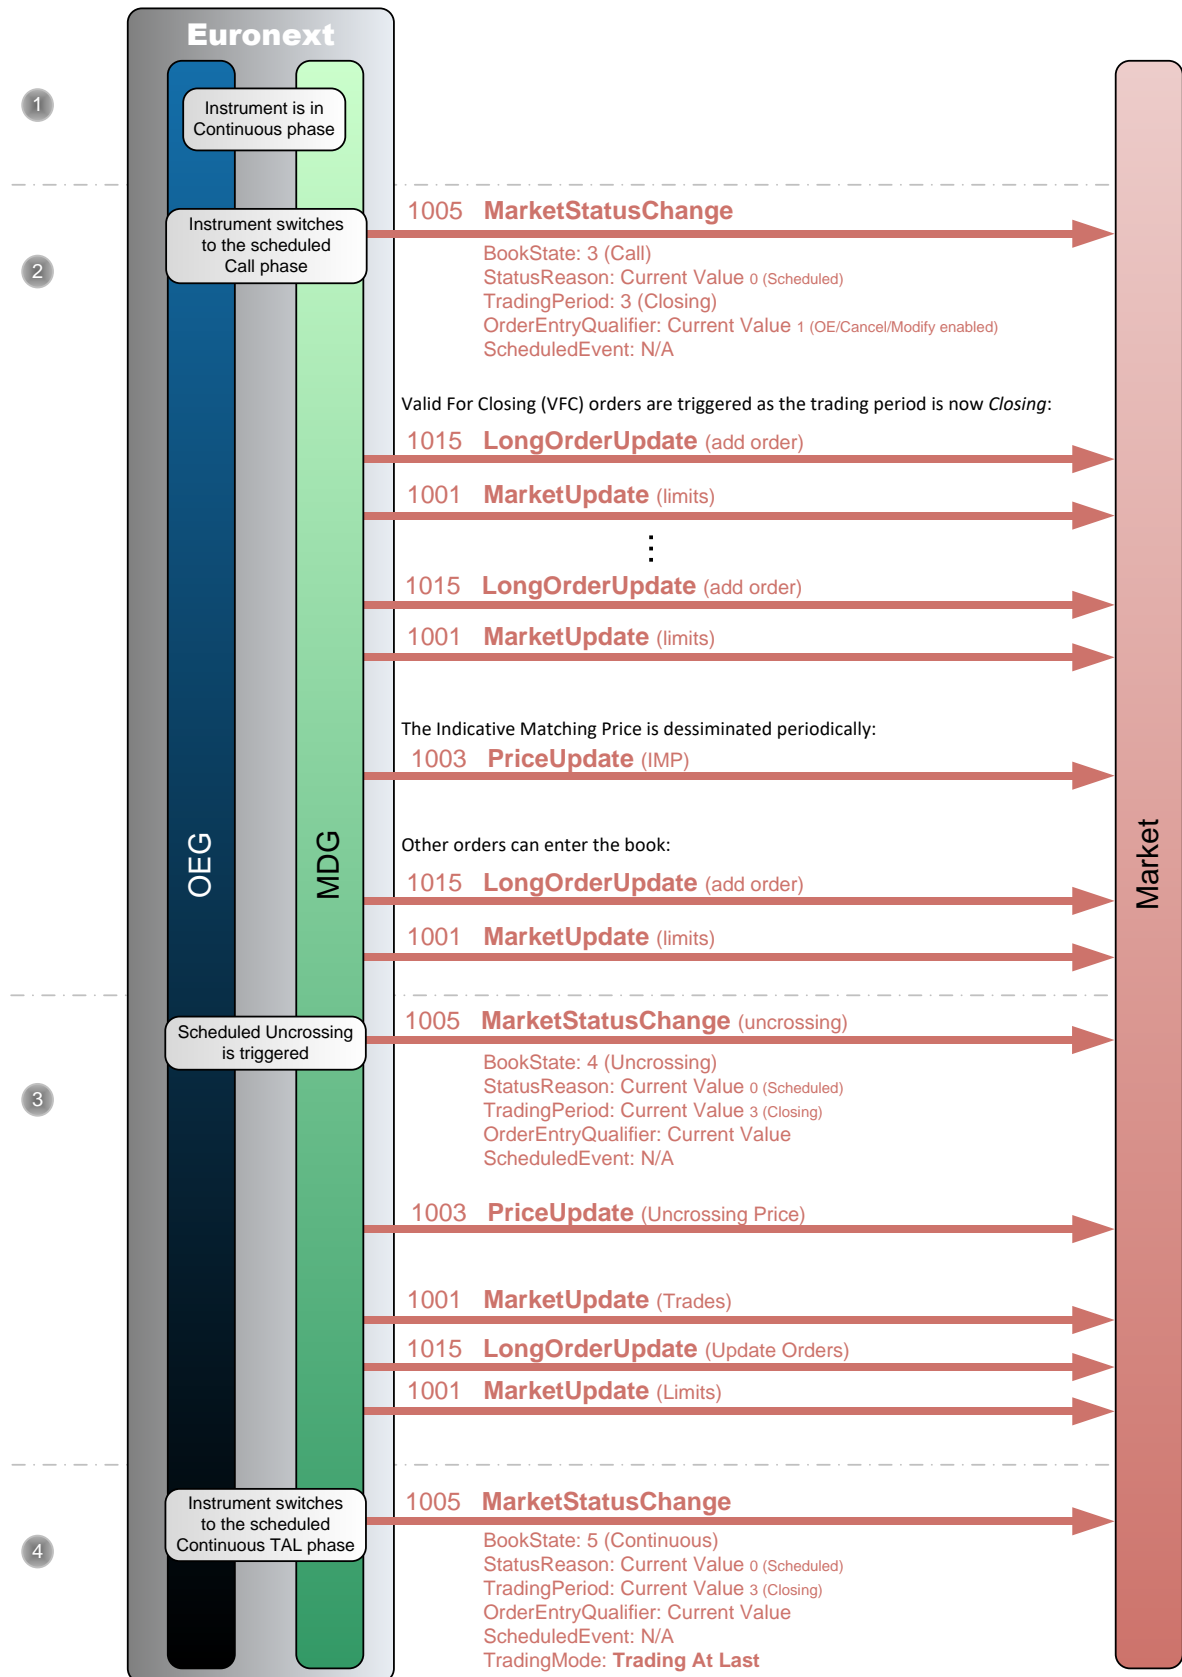 Euronext
1
Instrument is in
Continuous phase
2
Instrument switches
to the scheduled
Call phase
1005 MarketStatusChange
BookState: 3 (Call)
StatusReason: Current Value 0 (Scheduled)
TradingPeriod: 3 (Closing)
OrderEntryQualifier: Current Value 1 (OE/Cancel/Modify enabled)
ScheduledEvent: N/A
Valid For Closing (VFC) orders are triggered as the trading period is now Closing:
1015 LongOrderUpdate (add order)
1001 MarketUpdate (limits)
⋮
1015 LongOrderUpdate (add order)
1001 MarketUpdate (limits)
The Indicative Matching Price is dessiminated periodically:
1003 PriceUpdate (IMP)
OEG
MDG
Market
Other orders can enter the book:
1015 LongOrderUpdate (add order)
1001 MarketUpdate (limits)
3
Scheduled Uncrossing
is triggered
1005 MarketStatusChange (uncrossing)
BookState: 4 (Uncrossing)
StatusReason: Current Value 0 (Scheduled)
TradingPeriod: Current Value 3 (Closing)
OrderEntryQualifier: Current Value
ScheduledEvent: N/A
1003 PriceUpdate (Uncrossing Price)
1001 MarketUpdate (Trades)
1015 LongOrderUpdate (Update Orders)
1001 MarketUpdate (Limits)
4
Instrument switches
to the scheduled
Continuous TAL phase
1005 MarketStatusChange
BookState: 5 (Continuous)
StatusReason: Current Value 0 (Scheduled)
TradingPeriod: Current Value 3 (Closing)
OrderEntryQualifier: Current Value
ScheduledEvent: N/A
TradingMode: Trading At Last